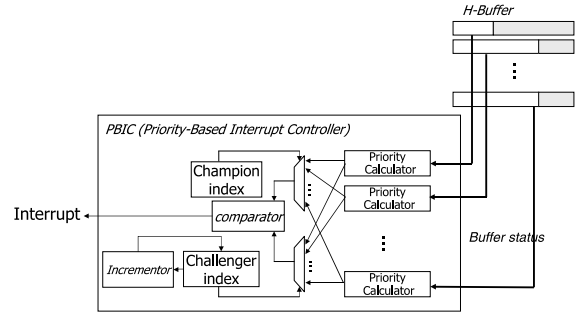 H-Buffer
PBIC (Priority-Based Interrupt Controller)
Champion
index
Priority
Calculator
Priority
Calculator
Interrupt
comparator
Buffer status
Incrementor
Challenger
index
Priority
Calculator